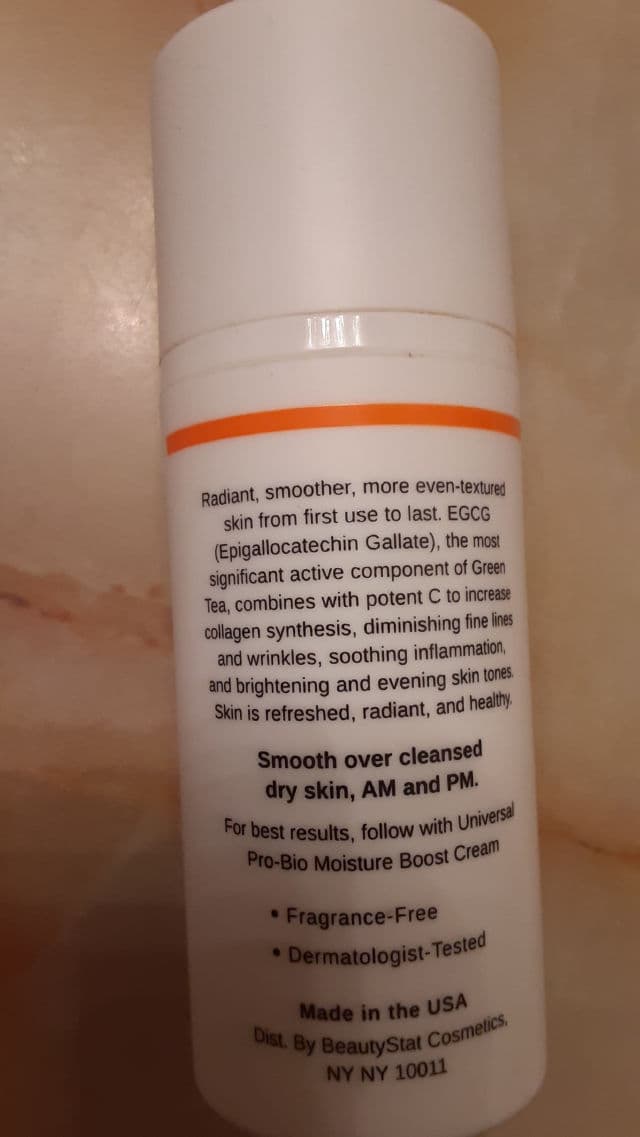 Radiant, smoother, more even-textured
skin from first use to last. EGCG
(Epigallocatechin Gallate), the most
significant active component of Green
Tea, combines with potent C to increase
collagen synthesis, diminishing fine lines
and wrinkles, soothing inflammation,
and brightening and evening skin tones.
Skin is refreshed, radiant, and healthy.
Smooth over cleansed
dry skin, AM and PM.
For best results, follow with Universal
Pro-Bio Moisture Boost Cream
• Fragrance-Free
• Dermatologist-Tested
Made in the USA
Dist. By BeautyStat Cosmetics,
NY NY 10011